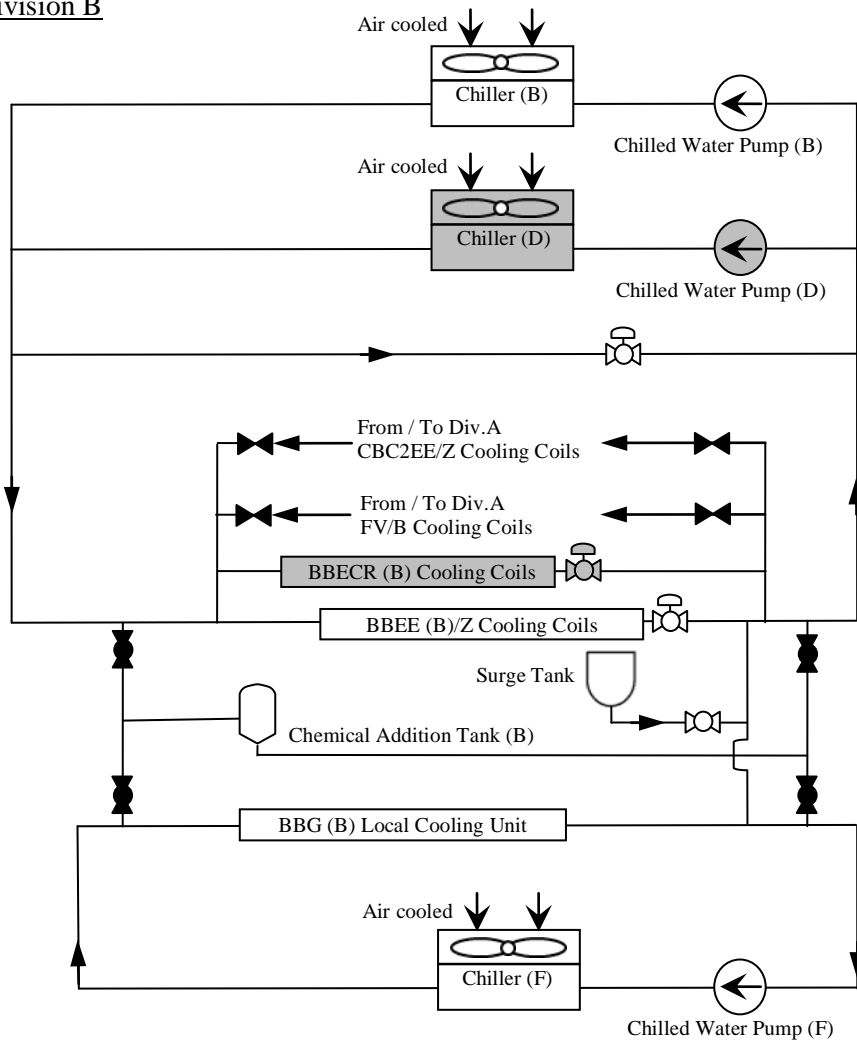 ivision B
Air cooled
Chiller (B)
Chilled Water Pump (B)
Air cooled
Chiller (D)
Chilled Water Pump (D)
From / To Div.A
CBC2EE/Z Cooling Coils
From / To Div.A
FV/B Cooling Coils
BBECR (B) Cooling Coils
BBEE (B)/Z Cooling Coils
Surge Tank
Chemical Addition Tank (B)
BBG (B) Local Cooling Unit
Air cooled
Chiller (F)
Chilled Water Pump (F)